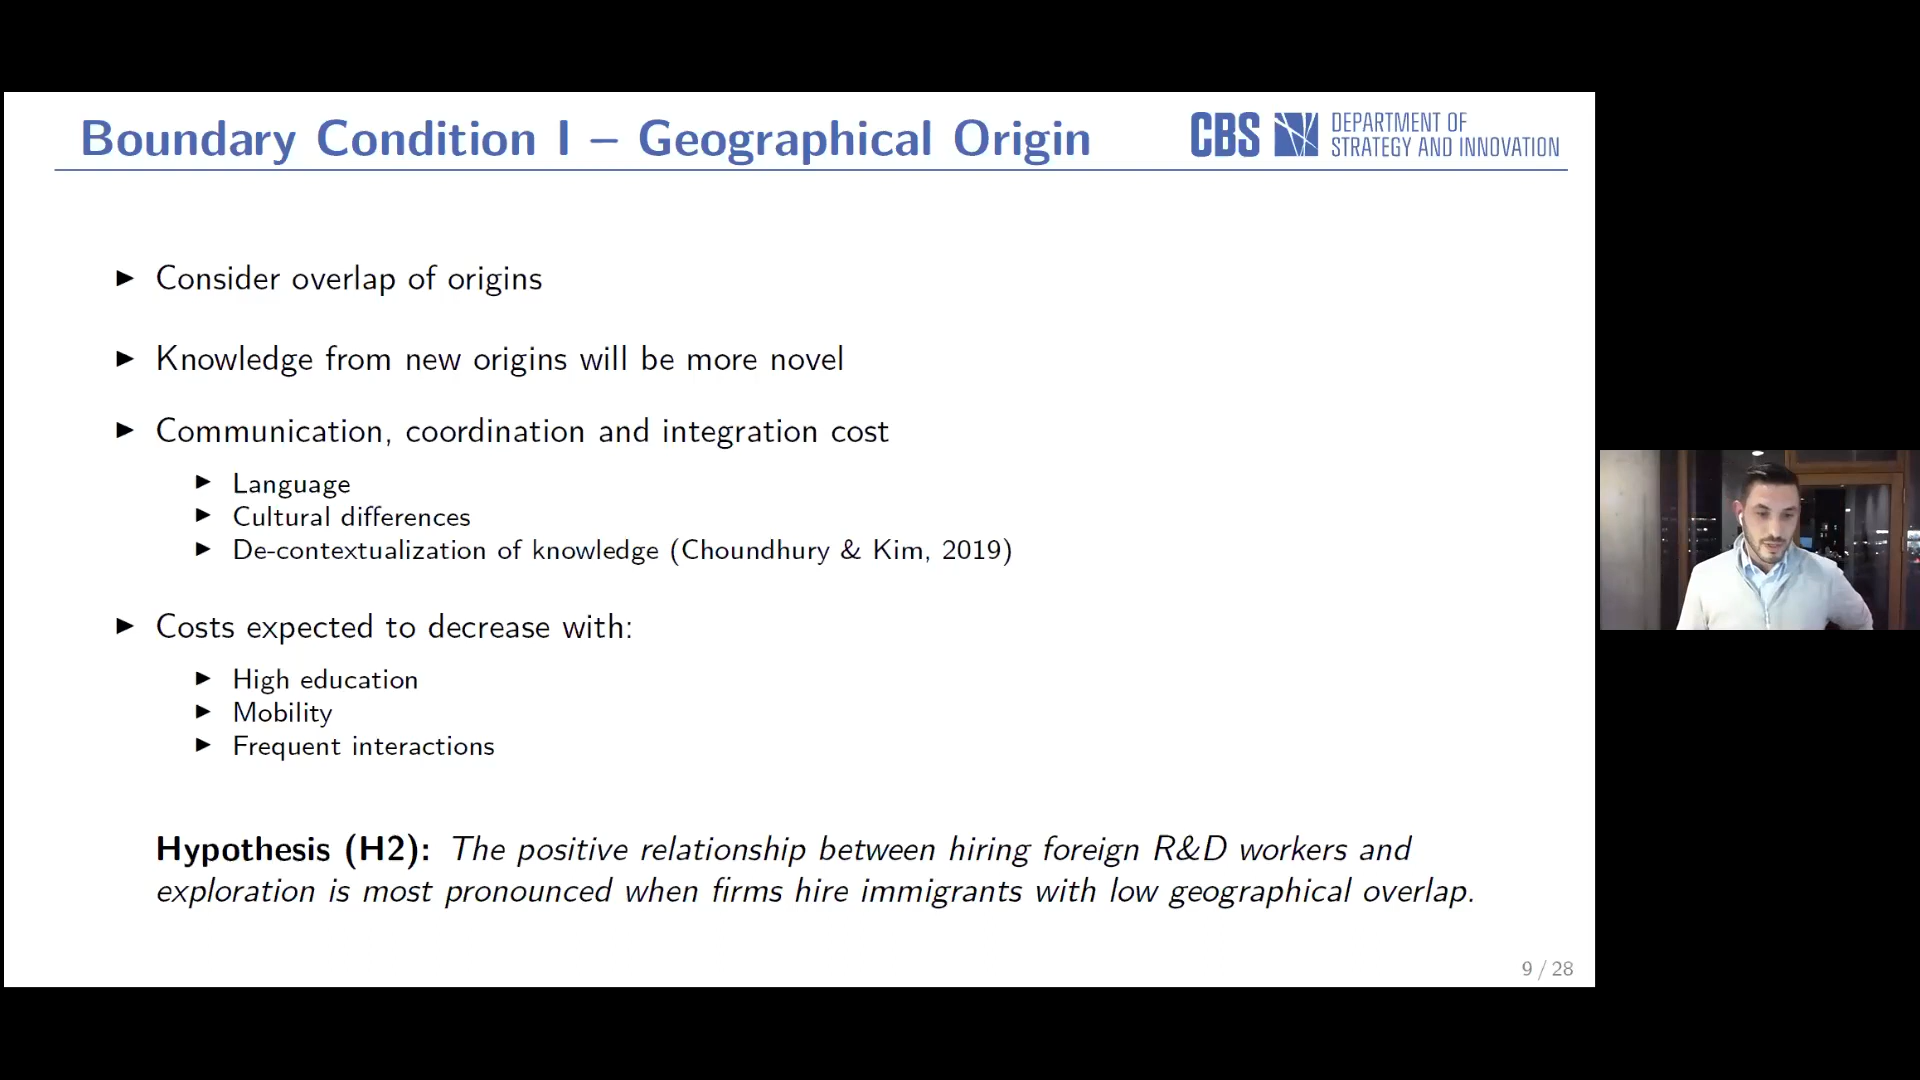 Boundary Condition I – Geographical Origin
CBS
DEPARTMENT OF
STRATEGY AND INNOVATION
▶ Consider overlap of origins
▶ Knowledge from new origins will be more novel
▶ Communication, coordination and integration cost
▶ Language
▶ Cultural differences
▶ De-contextualization of knowledge (Choundhury & Kim, 2019)
▶ Costs expected to decrease with:
▶ High education
▶ Mobility
▶ Frequent interactions
Hypothesis (H2): The positive relationship between hiring foreign R&D workers and
exploration is most pronounced when firms hire immigrants with low geographical overlap.
9 / 28